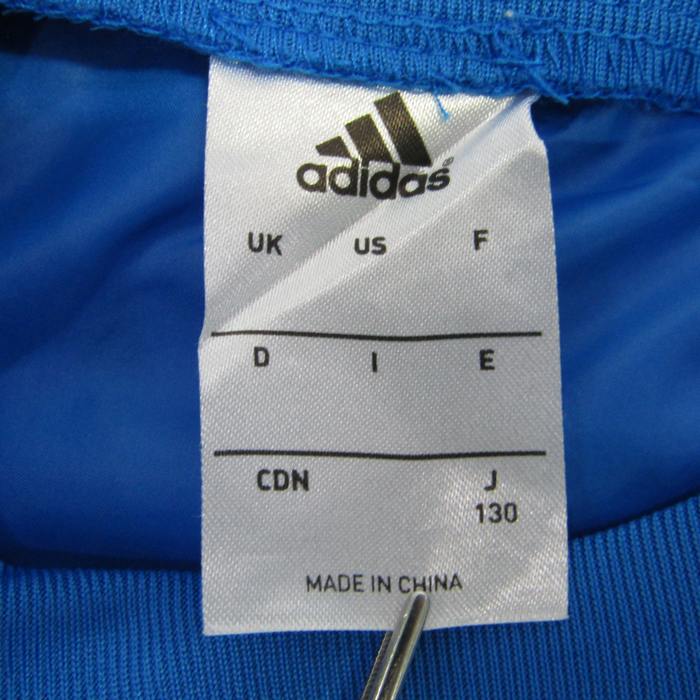 adidas®
UK US F
D I E
CDN J
130
MADE IN CHINA